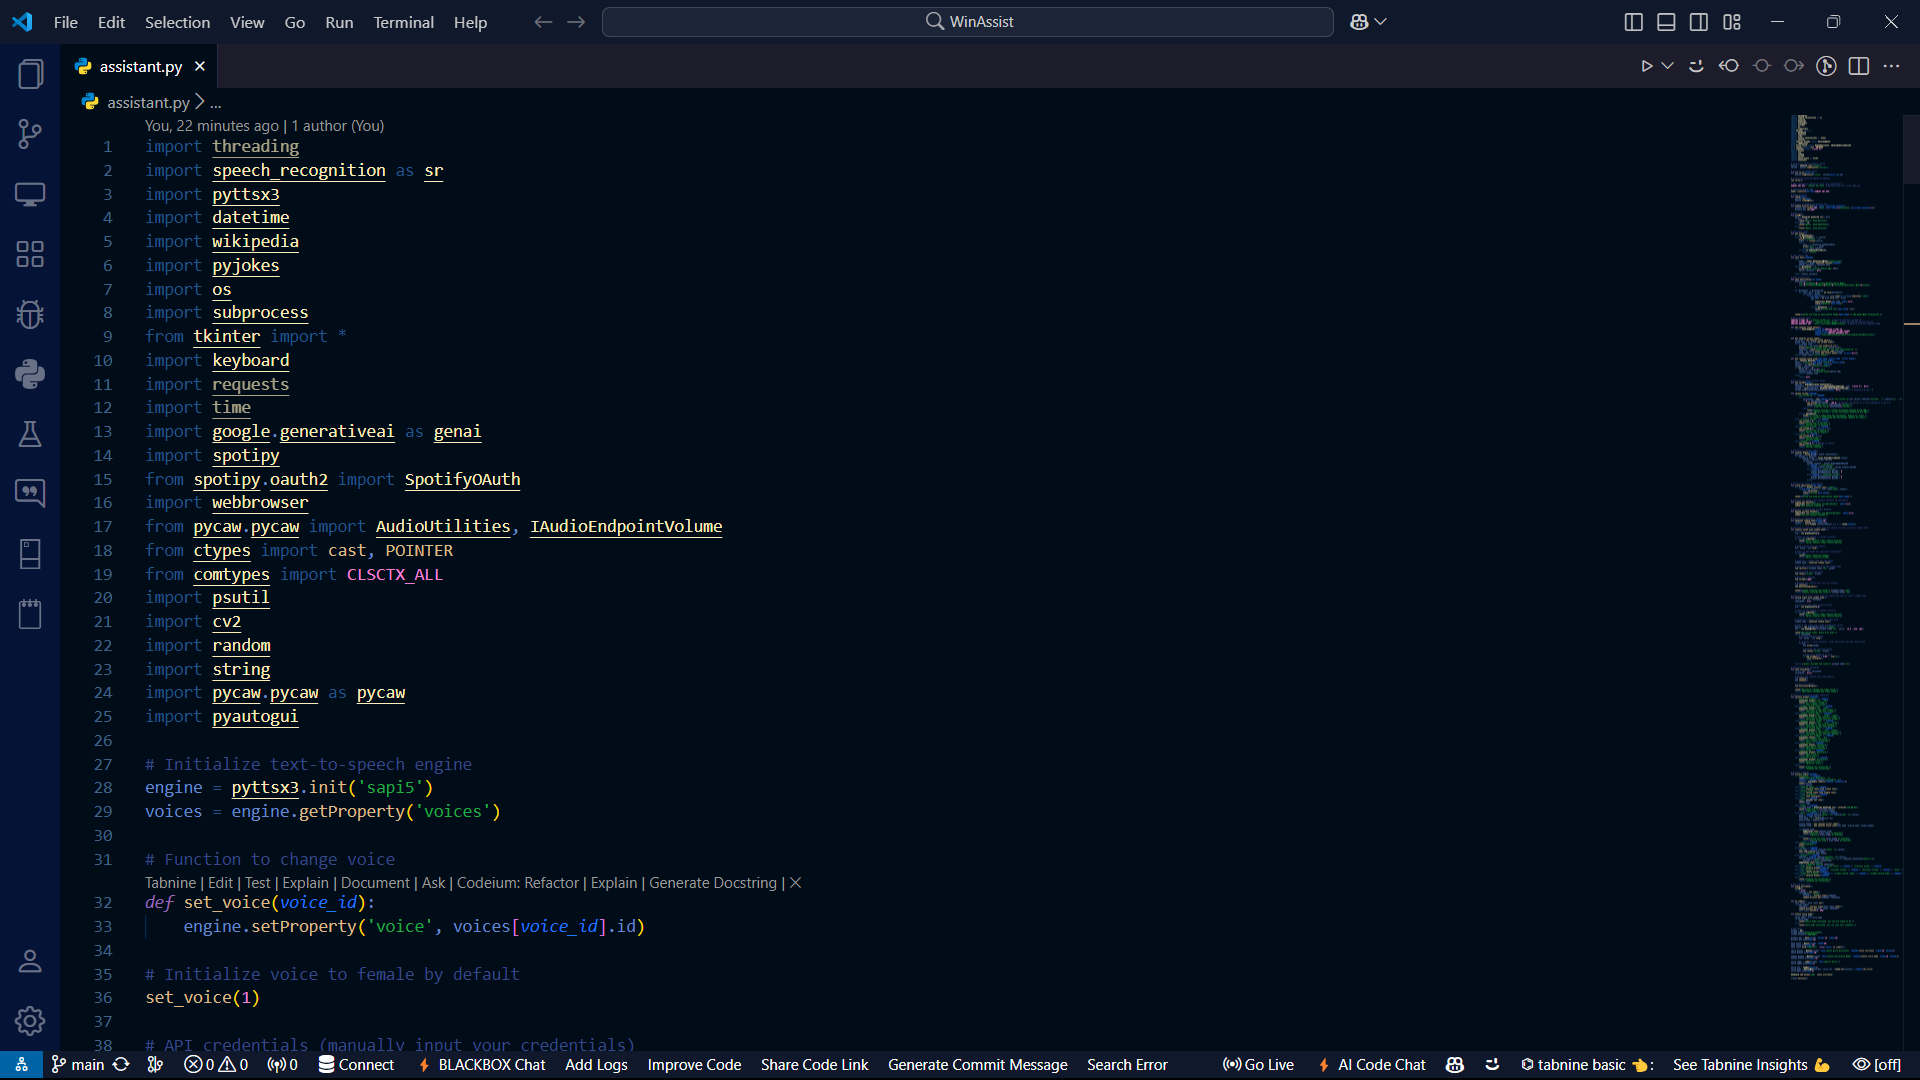 File Edit Selection View Go Run Terminal Help WinAssist
assistant.py
assistant.py > ...
You, 22 minutes ago | 1 author (You)
1 import threading
2 import speech_recognition as sr
3 import pyttsx3
4 import datetime
5 import wikipedia
6 import pyjokes
7 import os
8 import subprocess
9 from tkinter import *
10 import keyboard
11 import requests
12 import time
13 import google.generativeai as genai
14 import spotipy
15 from spotipy.oauth2 import SpotifyOAuth
16 import webbrowser
17 from pycaw.pycaw import AudioUtilities, IAudioEndpointVolume
18 from ctypes import cast, POINTER
19 from comtypes import CLSCTX_ALL
20 import psutil
21 import cv2
22 import random
23 import string
24 import pycaw.pycaw as pycaw
25 import pyautogui
26
27 # Initialize text-to-speech engine
28 engine = pyttsx3.init('sapi5')
29 voices = engine.getProperty('voices')
30
31 # Function to change voice
Tabnine | Edit | Test | Explain | Document | Ask | Codeium: Refactor | Explain | Generate Docstring | X
32 def set_voice(voice_id):
33 engine.setProperty('voice', voices[voice_id].id)
34
35 # Initialize voice to female by default
36 set_voice(1)
37
38 # API credentials (manually input your credentials)
main 0 0 0 Connect BLACKBOX Chat Add Logs Improve Code Share Code Link Generate Commit Message Search Error Go Live AI Code Chat tabnine basic : See Tabnine Insights [off]